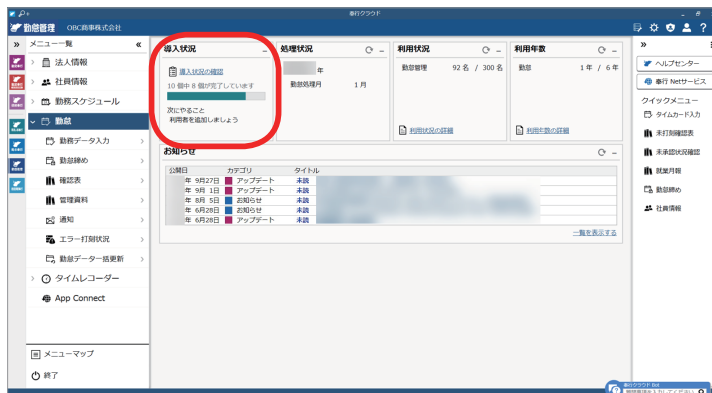 奉行クラウド
勤怠管理 OBC商事株式会社
メニュー一覧
法人情報
社員情報
勤務スケジュール
勤怠
勤務データ入力
勤怠締め
確認表
管理資料
通知
エラー打刻状況
勤怠データ一括更新
タイムレコーダー
App Connect
メニューマップ
終了
導入状況
導入状況の確認
10 個中 8 個が完了しています
次にやること
利用者を追加しましょう
処理状況
年
勤怠処理月 1 月
利用状況
勤怠管理 92 名 / 300 名
利用状況の詳細
利用年数
勤怠 1 年 / 6 年
利用年数の詳細
お知らせ
公開日 カテゴリ タイトル
年 9月27日 アップデート 未読
年 9月 1日 アップデート 未読
年 8月 5日 お知らせ 未読
年 6月28日 お知らせ 未読
年 6月28日 アップデート 未読
一覧を表示する
ヘルプセンター
奉行 Netサービス
クイックメニュー
タイムカード入力
未打刻確認表
未承認状況確認
就業月報
勤怠締め
社員情報
奉行クラウド Bot